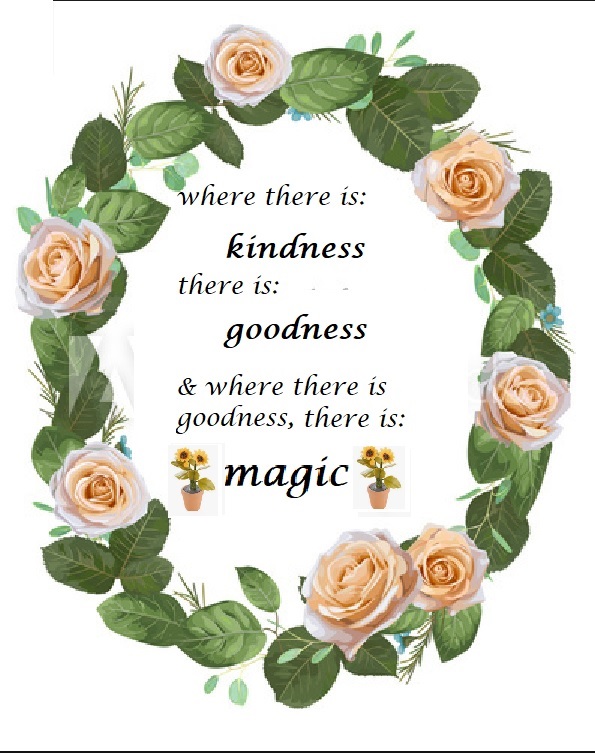 where there is:
kindness
there is:
goodness
& where there is
goodness, there is:
magic